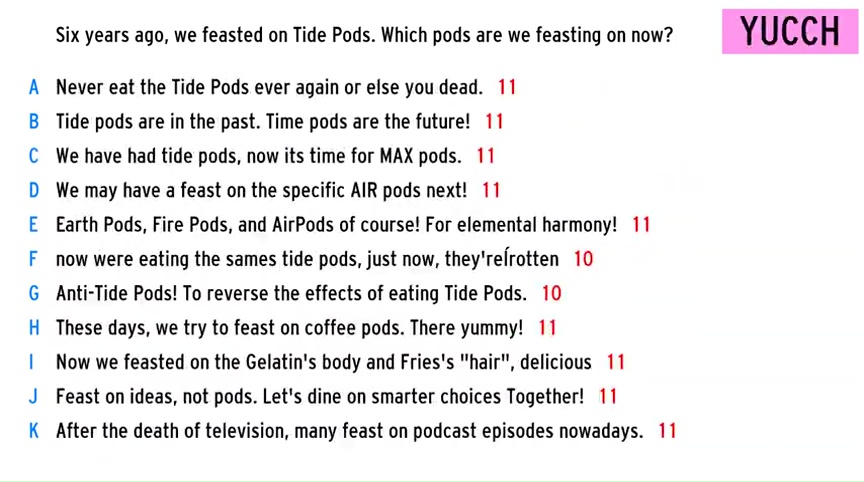 Six years ago, we feasted on Tide Pods. Which pods are we feasting on now?
YUCCH
A Never eat the Tide Pods ever again or else you dead. 11
B Tide pods are in the past. Time pods are the future! 11
C We have had tide pods, now its time for MAX pods. 11
D We may have a feast on the specific AIR pods next! 11
E Earth Pods, Fire Pods, and AirPods of course! For elemental harmony! 11
F now were eating the sames tide pods, just now, they'reÍrotten 10
G Anti-Tide Pods! To reverse the effects of eating Tide Pods. 10
H These days, we try to feast on coffee pods. There yummy! 11
I Now we feasted on the Gelatin's body and Fries's "hair", delicious 11
J Feast on ideas, not pods. Let's dine on smarter choices Together! 11
K After the death of television, many feast on podcast episodes nowadays. 11